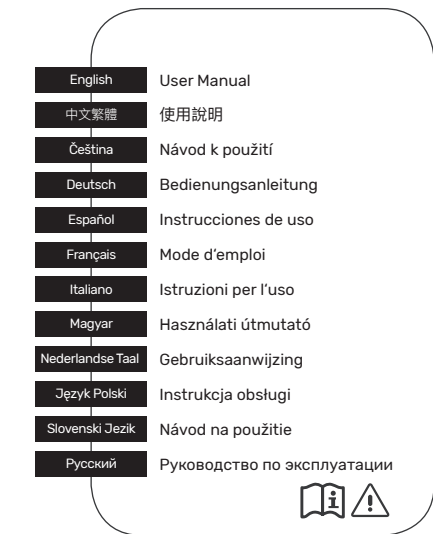 English User Manual
中文繁體 使用說明
Čeština Návod k použití
Deutsch Bedienungsanleitung
Español Instrucciones de uso
Français Mode d’emploi
Italiano Istruzioni per l’uso
Magyar Használati útmutató
Nederlandse Taal Gebruiksaanwijzing
Język Polski Instrukcja obsługi
Slovenski Jezik Návod na použitie
Русский Руководство по эксплуатации